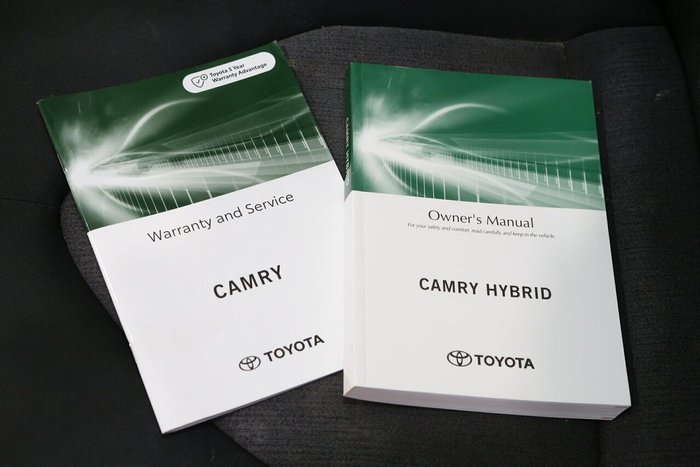 Toyota 5 Year
Warranty Advantage
Warranty and Service
CAMRY
TOYOTA
Owner's Manual
For your safety and comfort, read carefully and keep in the vehicle.
CAMRY HYBRID
TOYOTA